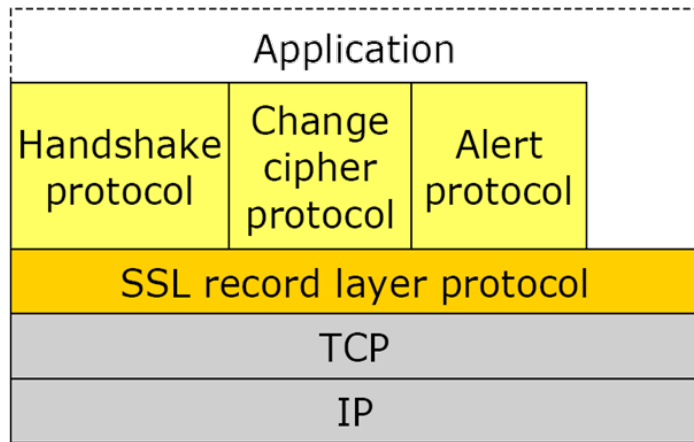 Application
Handshake
protocol
Change
cipher
protocol
Alert
protocol
SSL record layer protocol
TCP
IP